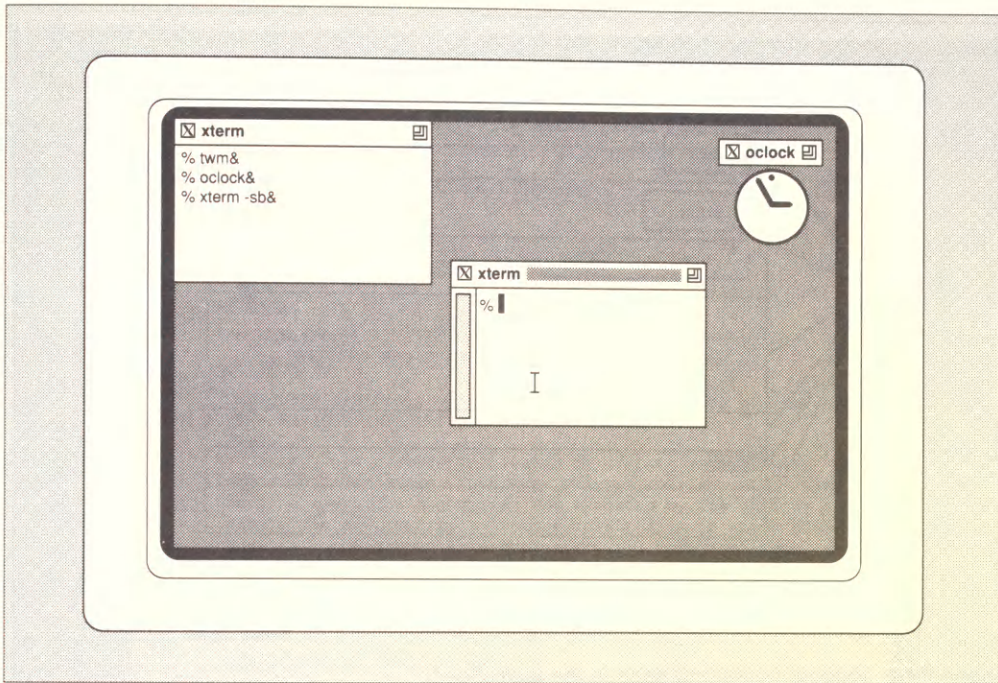 xterm
% twm&
% oclock&
% xterm -sb&
oclock
xterm
%